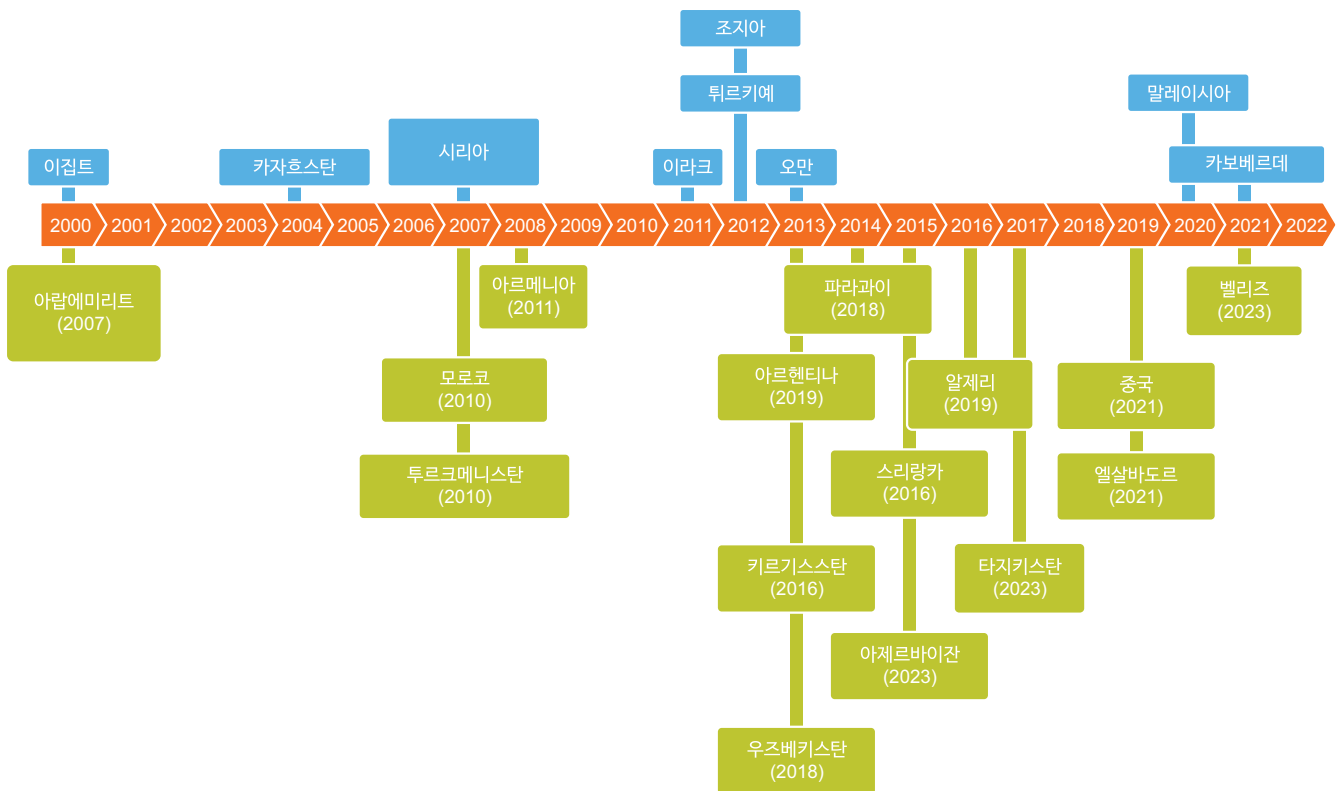 조지아
튀르키예
말레이시아
이집트
카자흐스탄
시리아
이라크
오만
카보베르데
2000 2001 2002 2003 2004 2005 2006 2007 2008 2009 2010 2011 2012 2013 2014 2015 2016 2017 2018 2019 2020 2021 2022
아랍에미리트
(2007)
아르메니아
(2011)
파라과이
(2018)
벨리즈
(2023)
모로코
(2010)
아르헨티나
(2019)
알제리
(2019)
중국
(2021)
투르크메니스탄
(2010)
스리랑카
(2016)
엘살바도르
(2021)
키르기스스탄
(2016)
타지키스탄
(2023)
아제르바이잔
(2023)
우즈베키스탄
(2018)